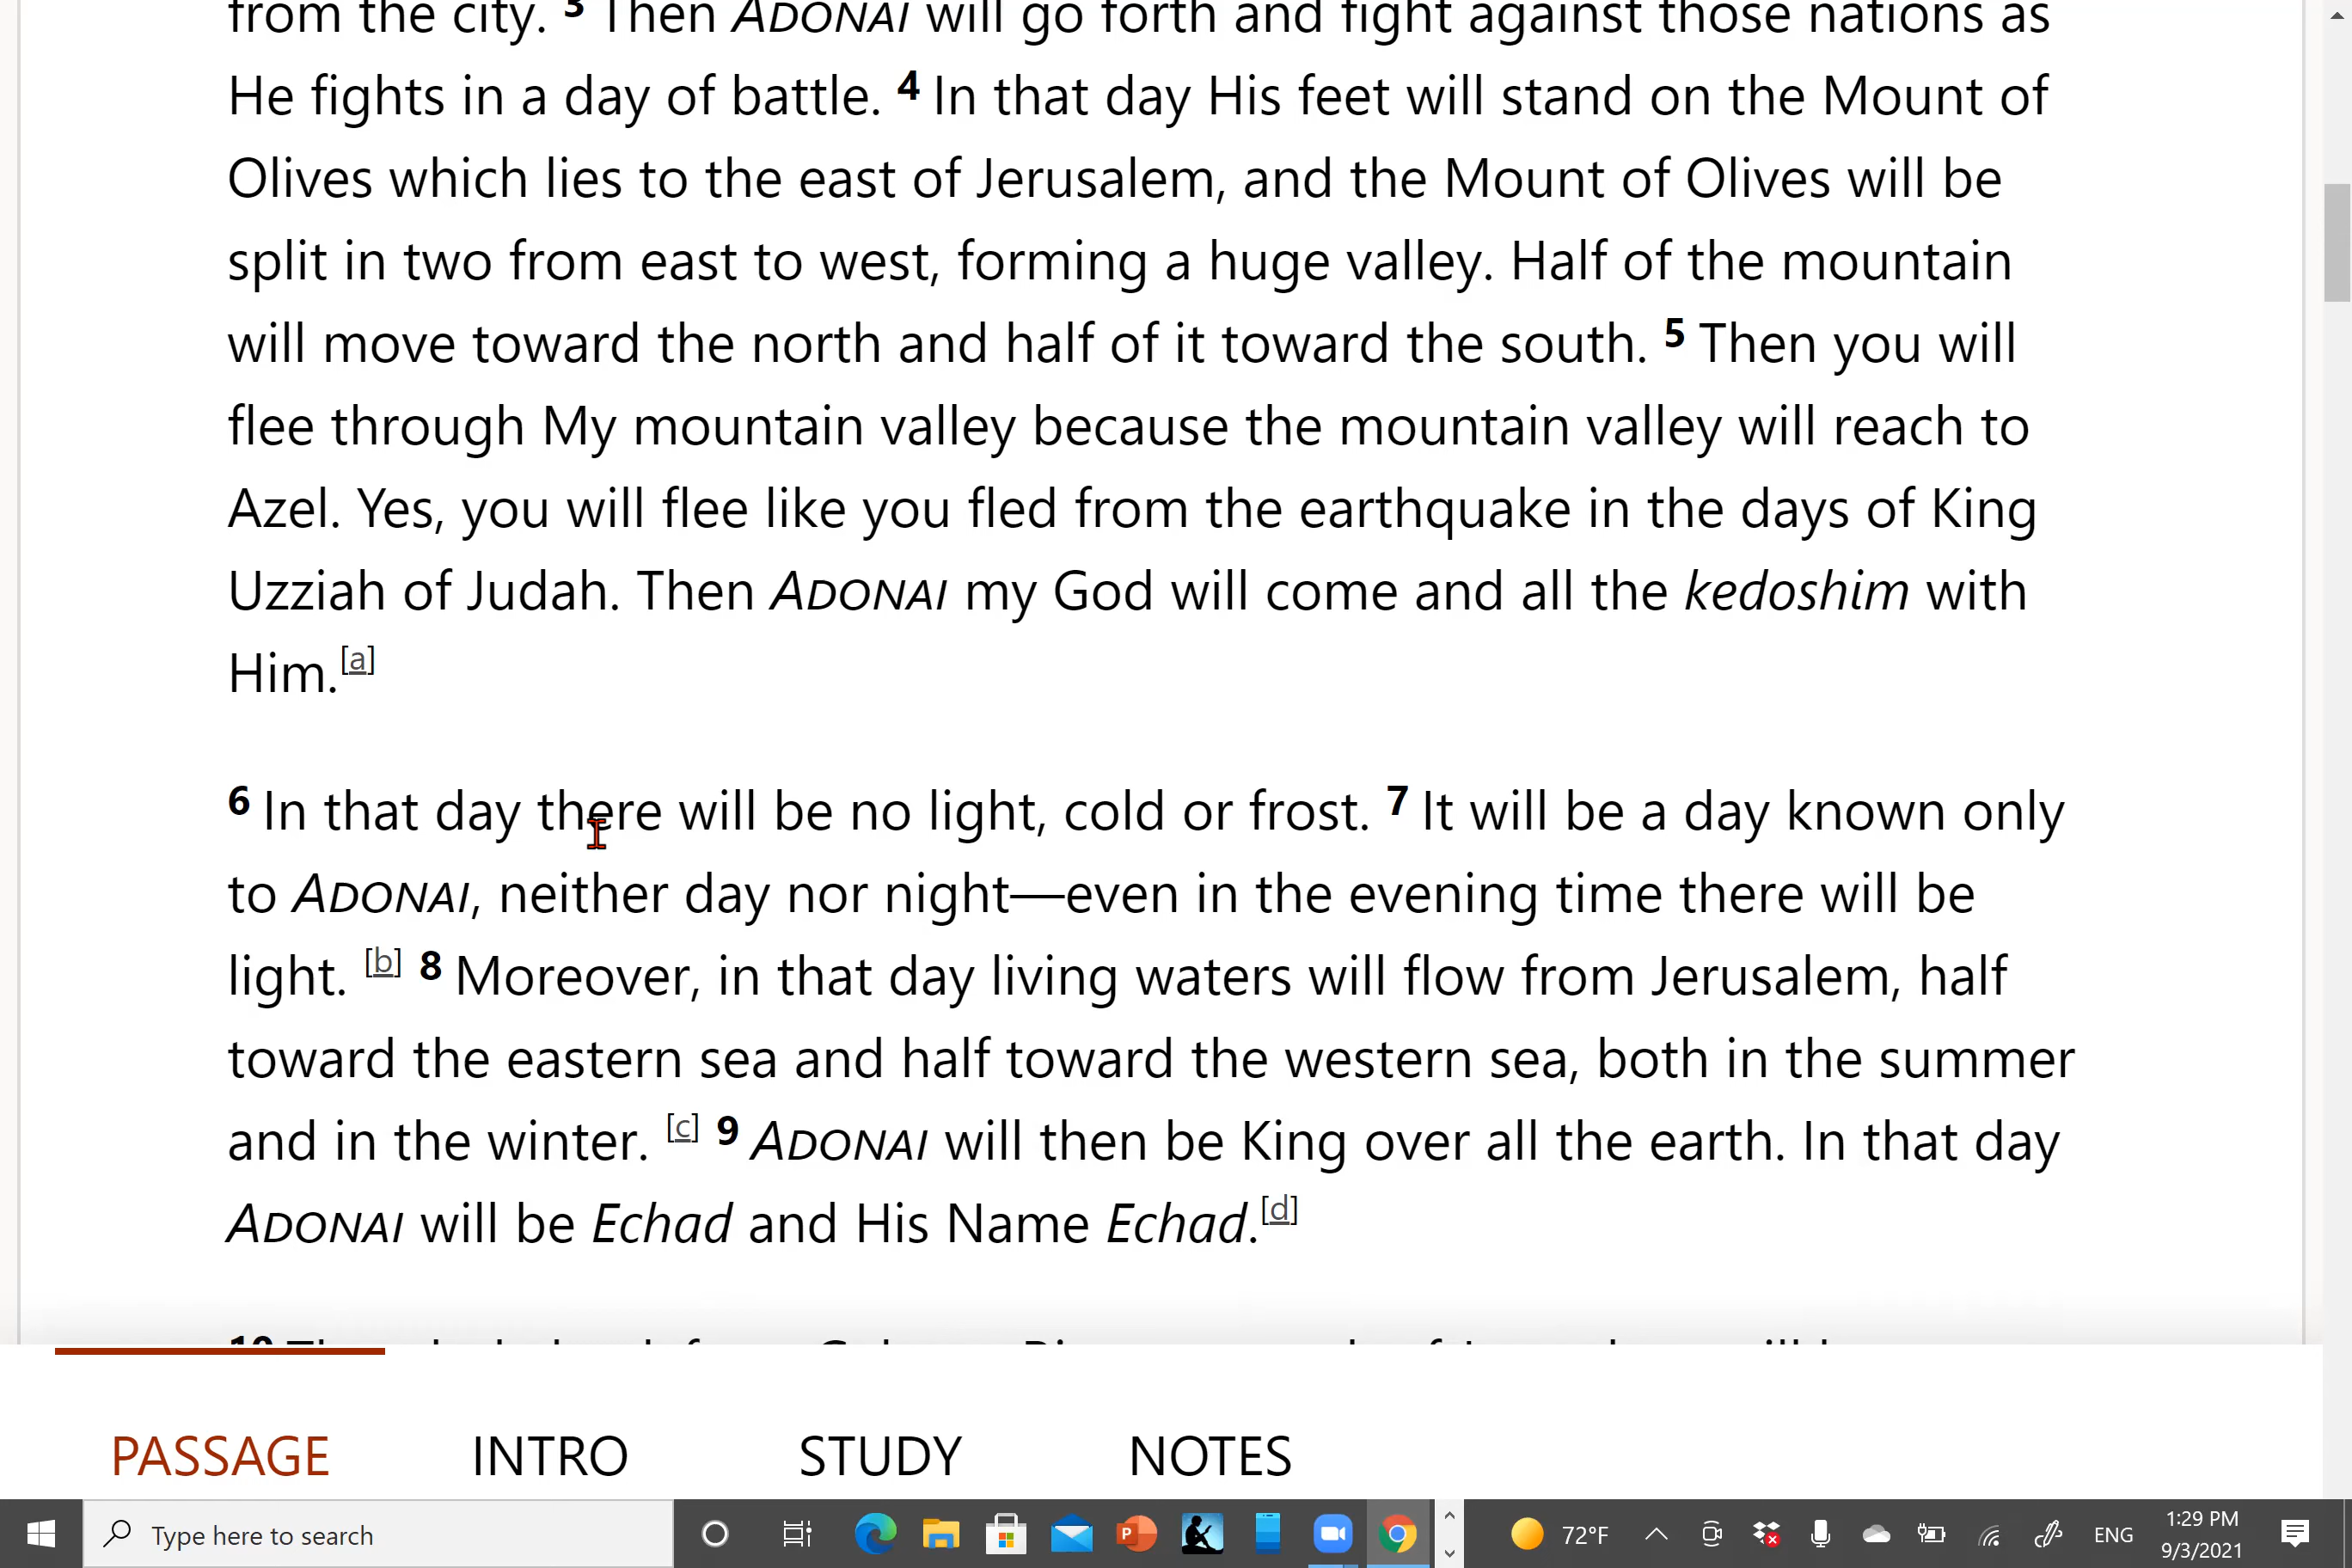 from the city. 3 Then ADONAI will go forth and fight against those nations as
He fights in a day of battle. 4 In that day His feet will stand on the Mount of
Olives which lies to the east of Jerusalem, and the Mount of Olives will be
split in two from east to west, forming a huge valley. Half of the mountain
will move toward the north and half of it toward the south. 5 Then you will
flee through My mountain valley because the mountain valley will reach to
Azel. Yes, you will flee like you fled from the earthquake in the days of King
Uzziah of Judah. Then ADONAI my God will come and all the kedoshim with
Him.[a]
6 In that day there will be no light, cold or frost. 7 It will be a day known only
to ADONAI, neither day nor night—even in the evening time there will be
light. [b] 8 Moreover, in that day living waters will flow from Jerusalem, half
toward the eastern sea and half toward the western sea, both in the summer
and in the winter. [c] 9 ADONAI will then be King over all the earth. In that day
ADONAI will be Echad and His Name Echad.[d]
10
PASSAGE INTRO STUDY NOTES
Type here to search
72°F
ENG
1:29 PM
9/3/2021